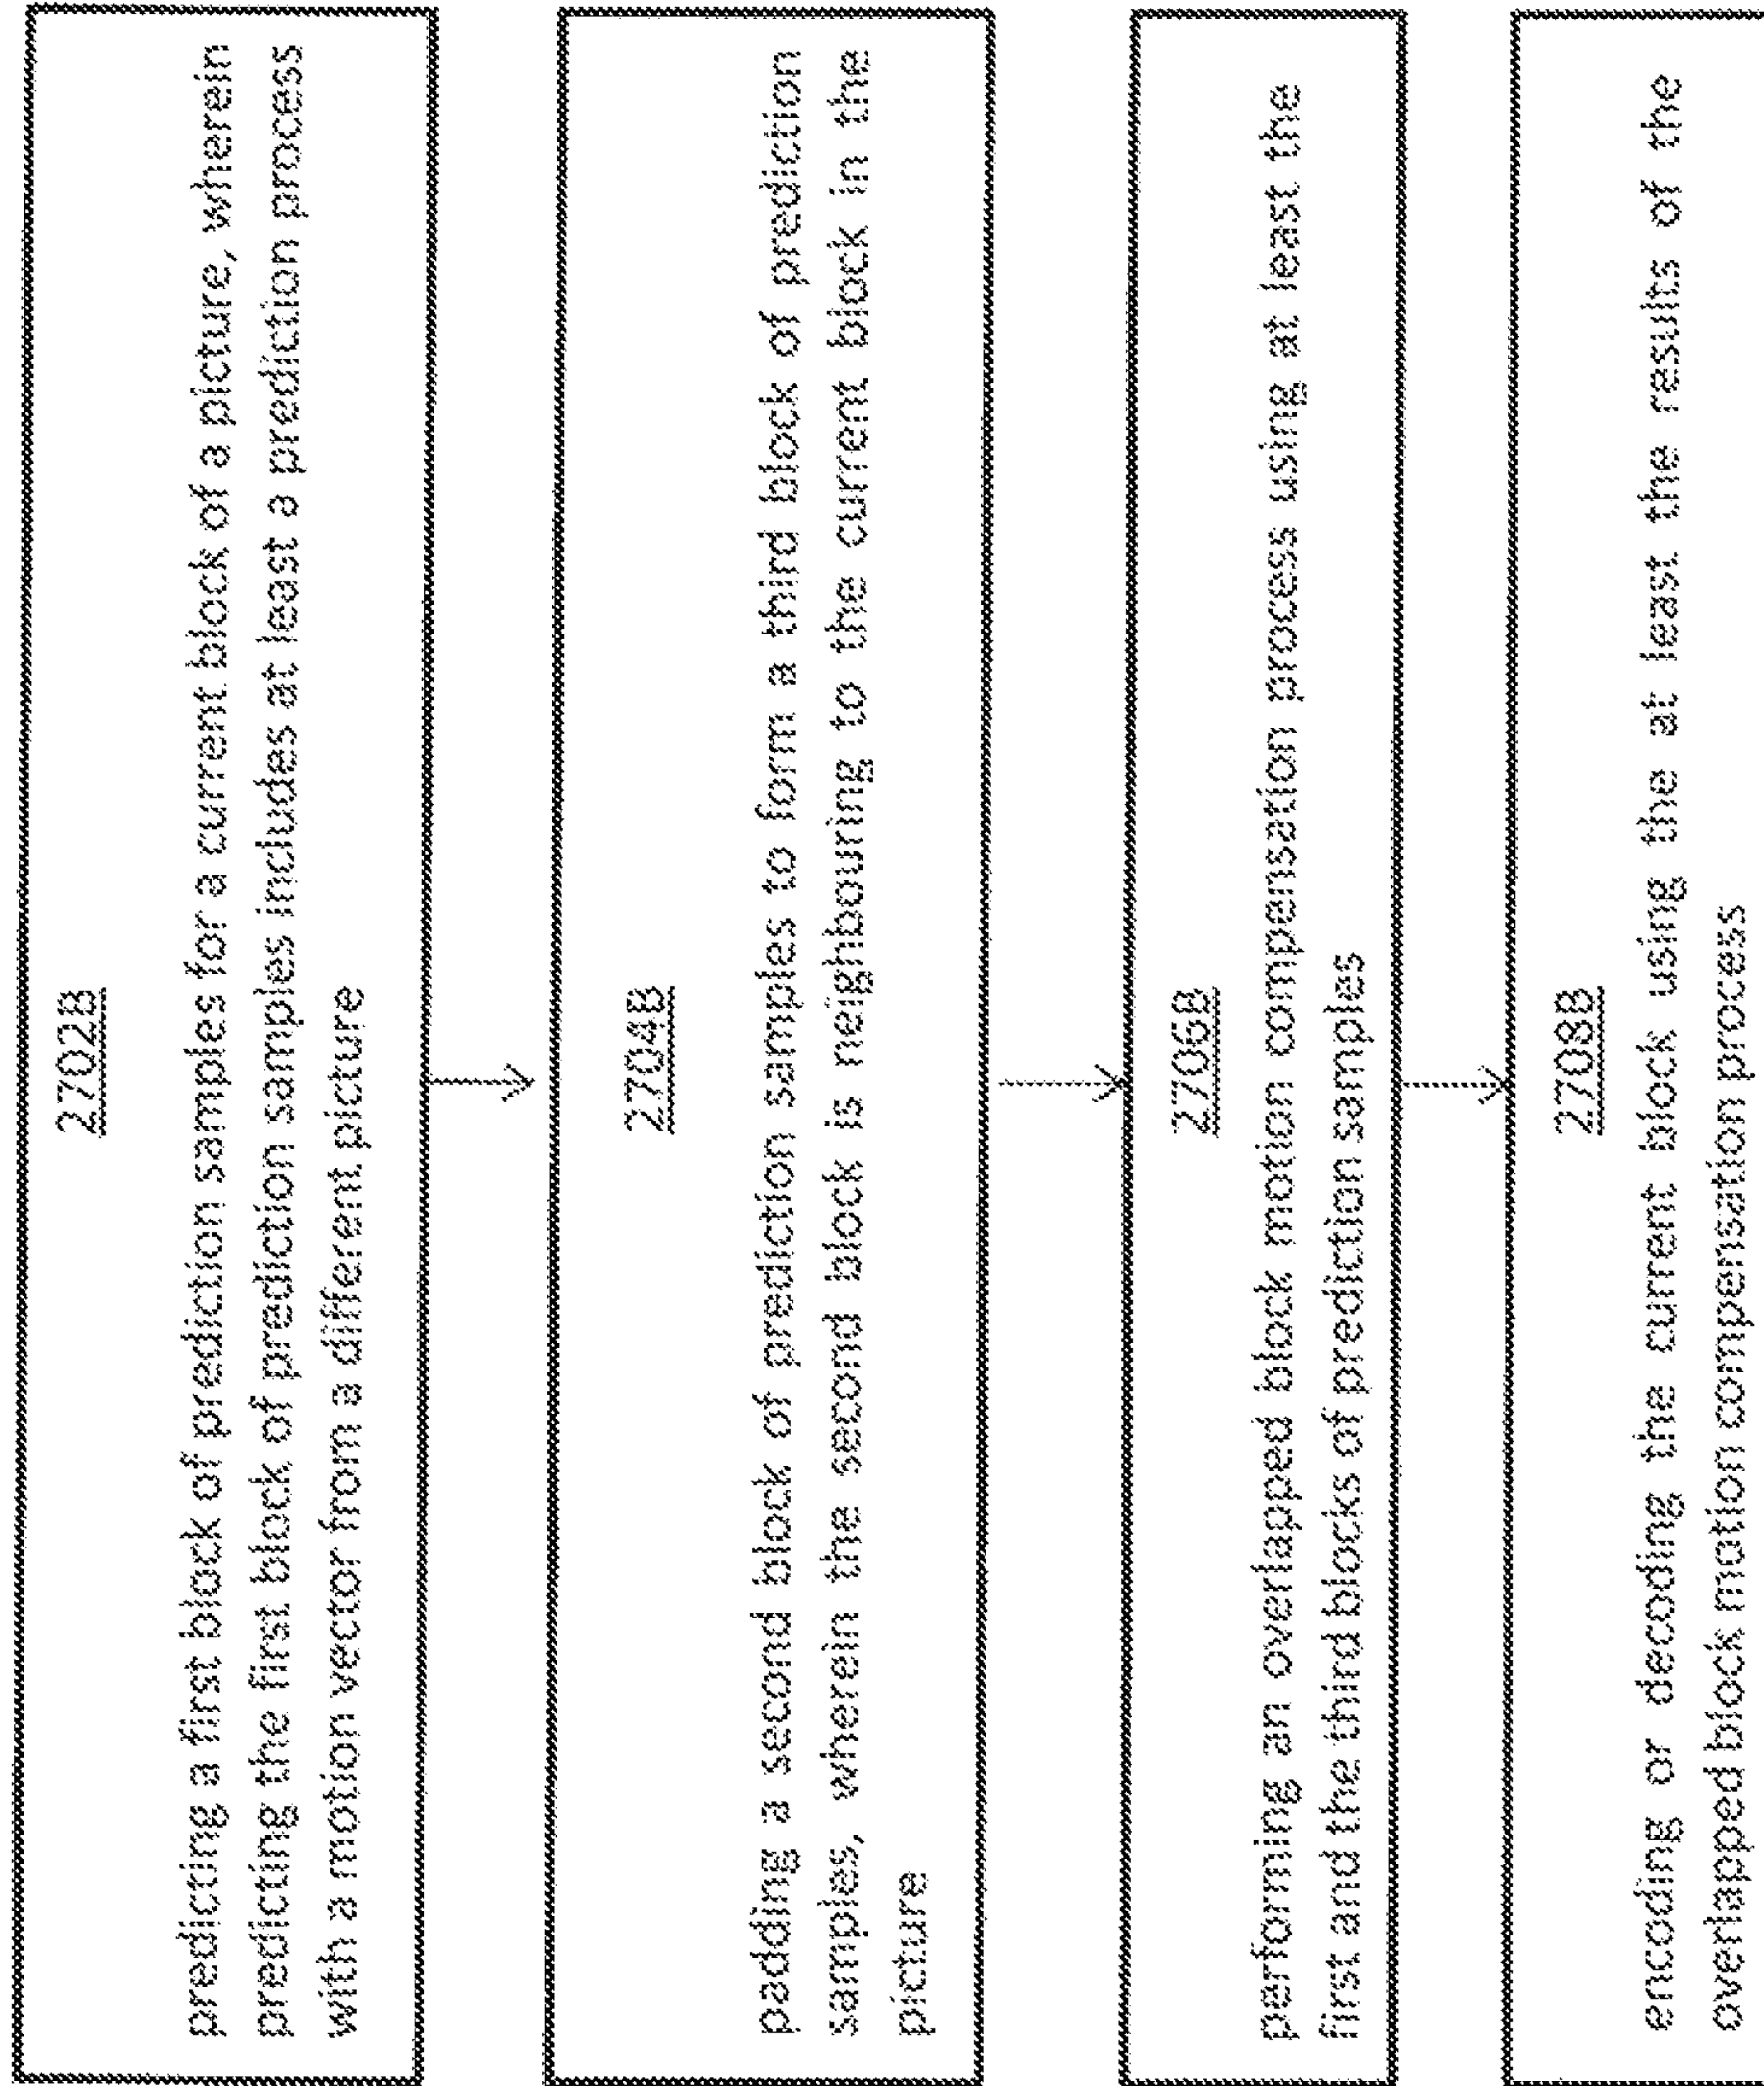 2702B
predicting a first block of prediction samples for a current block of a picture, wherein
predicting the first block of prediction samples includes at least a prediction process
with a motion vector from a different picture
2704B
padding a second block of prediction samples to form a third block of prediction
samples, wherein the second block is neighbouring to the current block in the
picture
2706B
performing an overlapped block motion compensation process using at least the
first and the third blocks of prediction samples
2708B
encoding or decoding the current block using the at least the results of the
overlapped block motion compensation process